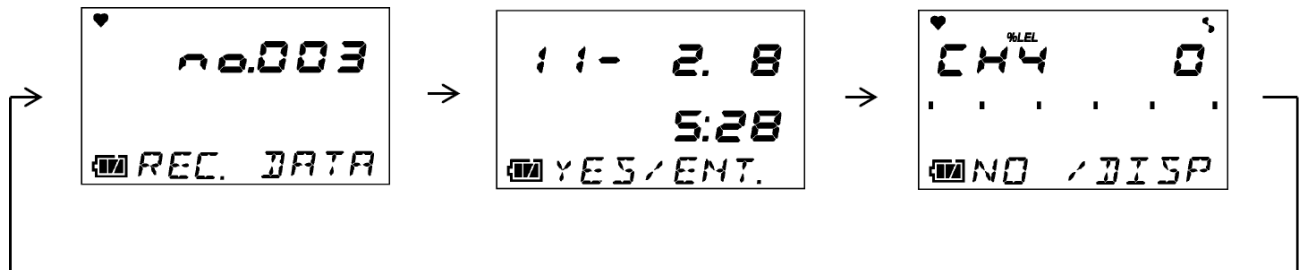 no.003
REC. DATA
11- 2. 8
5:28
YES/ENT.
%LEL
CH4 0
NO /DISP